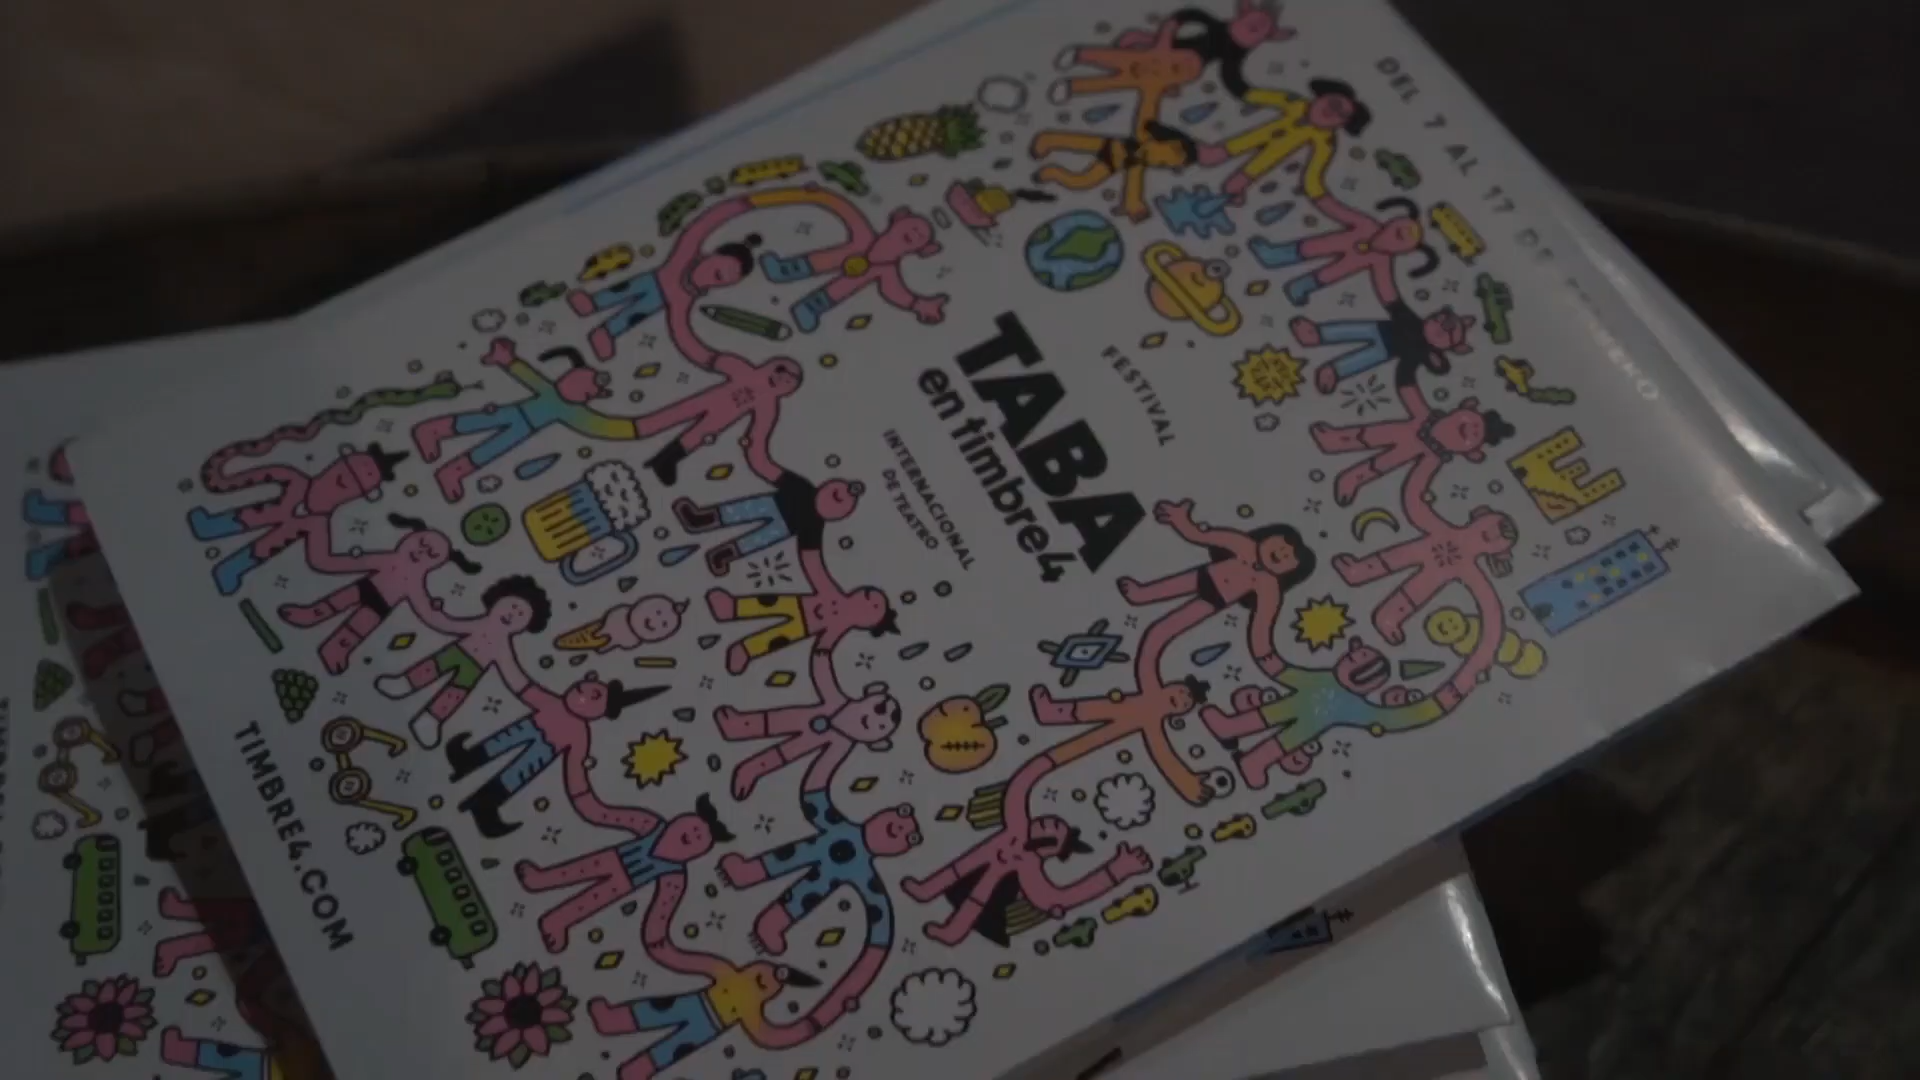 DEL 7 AL 17 DE
FESTIVAL
TABA
en timbre4
INTERNACIONAL
DE TEATRO
TIMBRE4.COM